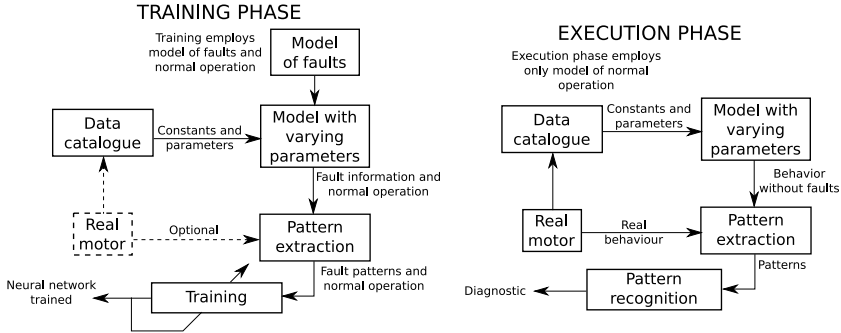 TRAINING PHASE
Training employs
model of faults and
normal operation
Model
of faults
Data
catalogue
Constants and
parameters
Model with
varying
parameters
Fault information and
normal operation
Real
motor
Optional
Pattern
extraction
Fault patterns and
normal operation
Neural network
trained
Training
EXECUTION PHASE
Execution phase employs
only model of normal
operation
Data
catalogue
Constants and
parameters
Model with
varying
parameters
Behavior
without faults
Real
motor
Real
behaviour
Pattern
extraction
Patterns
Diagnostic
Pattern
recognition